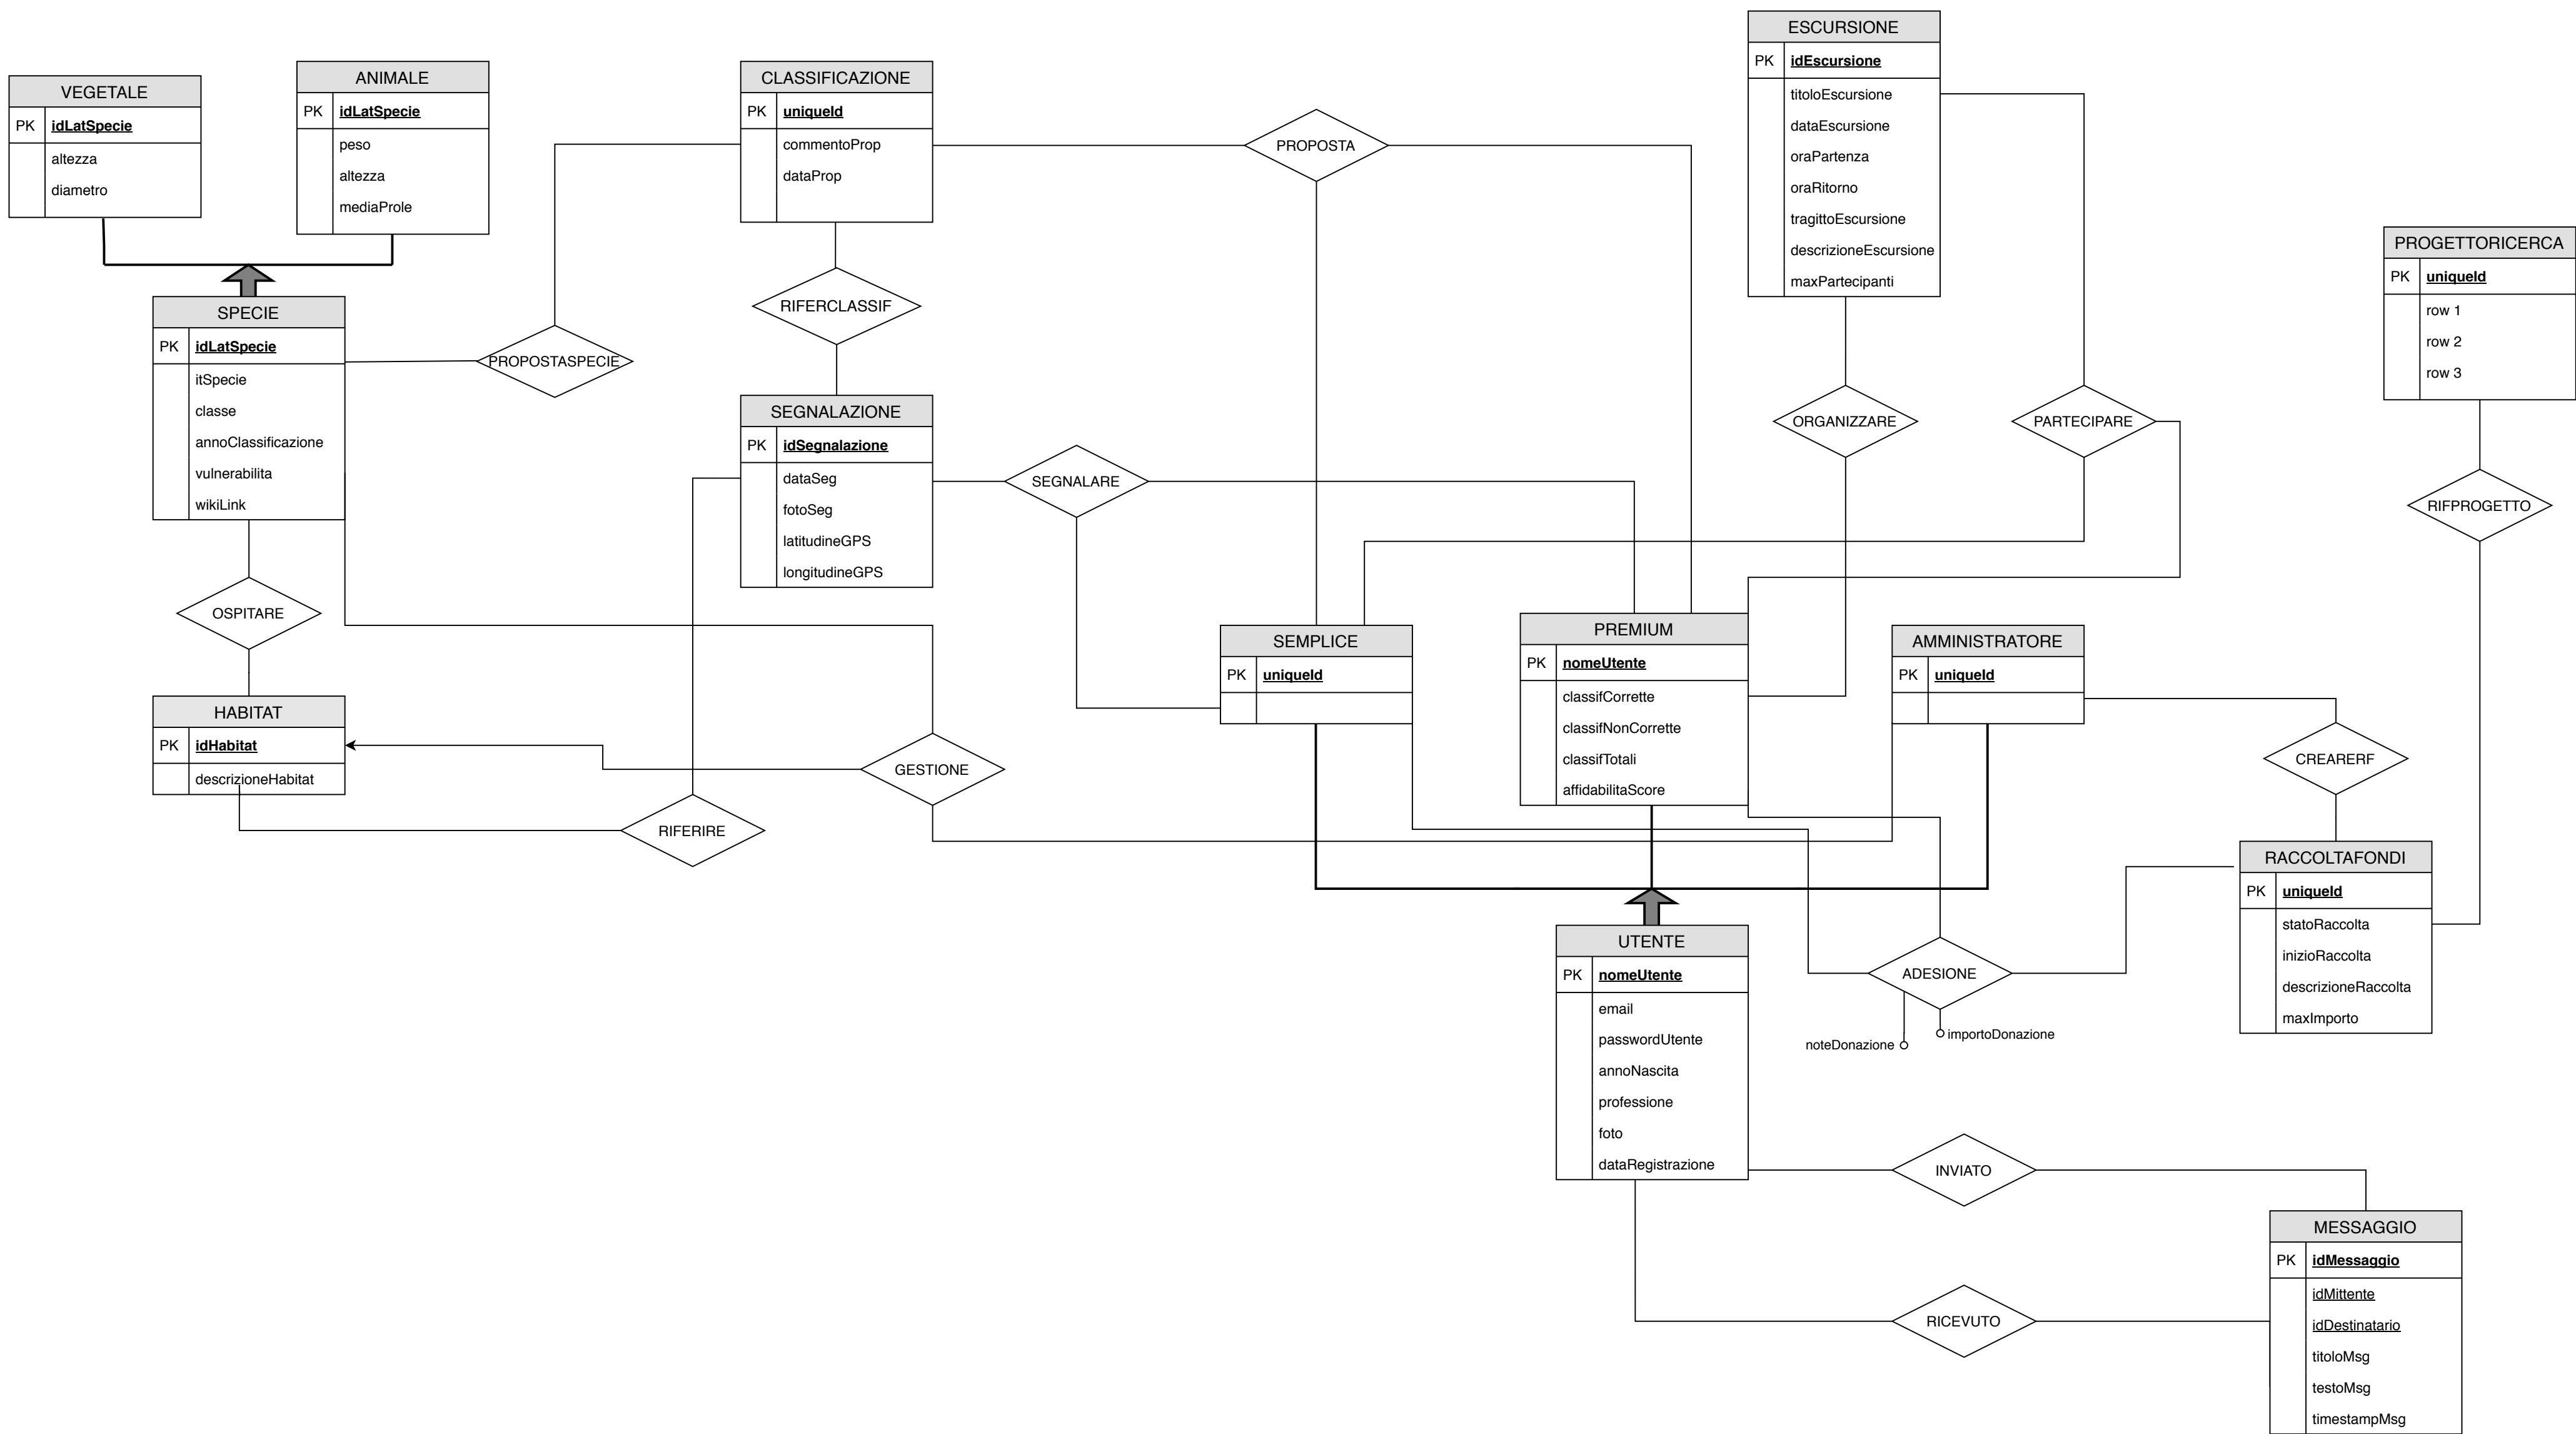 VEGETALE
PK idLatSpecie
altezza
diametro
ANIMALE
PK idLatSpecie
peso
altezza
mediaProle
SPECIE
PK idLatSpecie
itSpecie
classe
annoClassificazione
vulnerabilita
wikiLink
PROPOSTASPECIE
OSPITARE
HABITAT
PK idHabitat
descrizioneHabitat
CLASSIFICAZIONE
PK uniqueId
commentoProp
dataProp
RIFERCLASSIF
SEGNALAZIONE
PK idSegnalazione
dataSeg
fotoSeg
latitudineGPS
longitudineGPS
RIFERIRE
GESTIONE
PROPOSTA
SEGNALARE
ESCURSIONE
PK idEscursione
titoloEscursione
dataEscursione
oraPartenza
oraRitorno
tragittoEscursione
descrizioneEscursione
maxPartecipanti
ORGANIZZARE
PARTECIPARE
PROGETTORICERCA
PK uniqueId
row 1
row 2
row 3
RIFPROGETTO
SEMPLICE
PK uniqueId
PREMIUM
PK nomeUtente
classifCorrette
classifNonCorrette
classifTotali
affidabilitaScore
AMMINISTRATORE
PK uniqueId
CREARERF
RACCOLTAFONDI
PK uniqueId
statoRaccolta
inizioRaccolta
descrizioneRaccolta
maxImporto
UTENTE
PK nomeUtente
email
passwordUtente
annoNascita
professione
foto
dataRegistrazione
ADESIONE
noteDonazione
importoDonazione
INVIATO
RICEVUTO
MESSAGGIO
PK idMessaggio
idMittente
idDestinatario
titoloMsg
testoMsg
timestampMsg